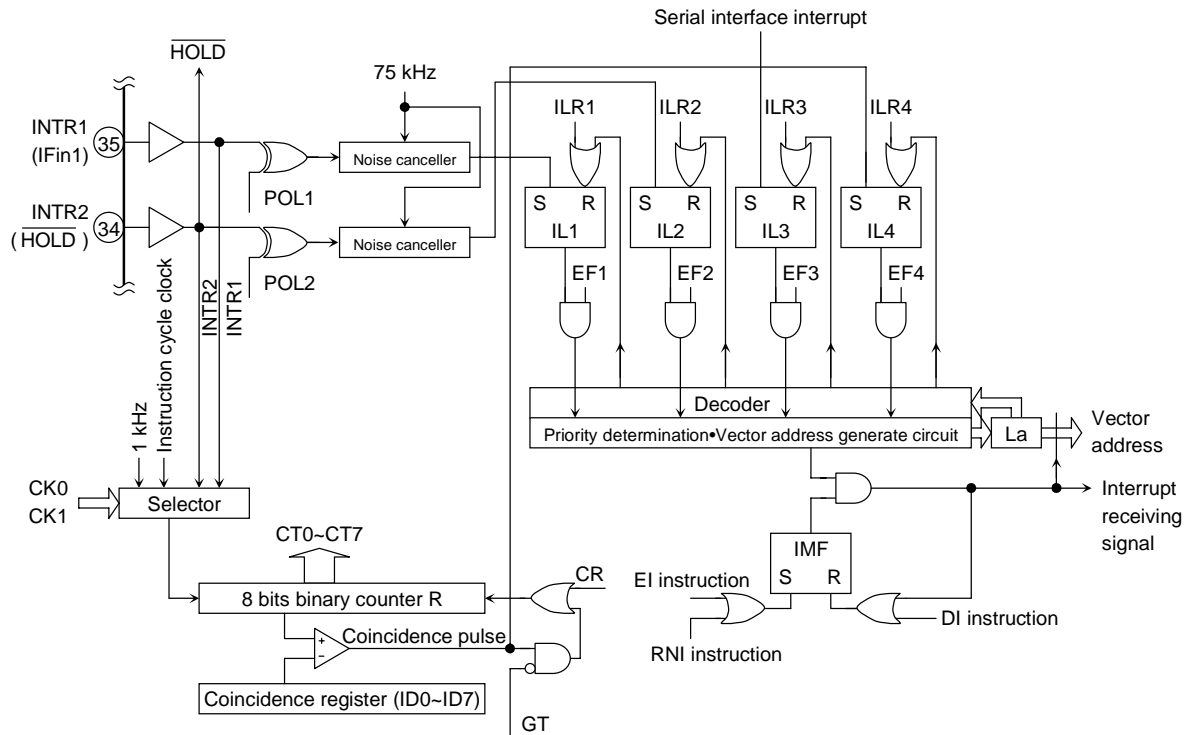 Serial interface interrupt
HOLD
75 kHz
ILR1
ILR2
ILR3
ILR4
INTR1
(IFin1)
35
Noise canceller
POL1
S R
IL1
S R
IL2
S R
IL3
S R
IL4
INTR2
(HOLD)
34
Noise canceller
POL2
EF1
EF2
EF3
EF4
1 kHz
Instruction cycle clock
INTR2
INTR1
Decoder
Priority determination•Vector address generate circuit
La
Vector
address
CK0
CK1
Selector
Interrupt
receiving
signal
CT0~CT7
IMF
S R
CR
EI instruction
8 bits binary counter R
DI instruction
RNI instruction
+
−
Coincidence pulse
Coincidence register (ID0~ID7)
GT